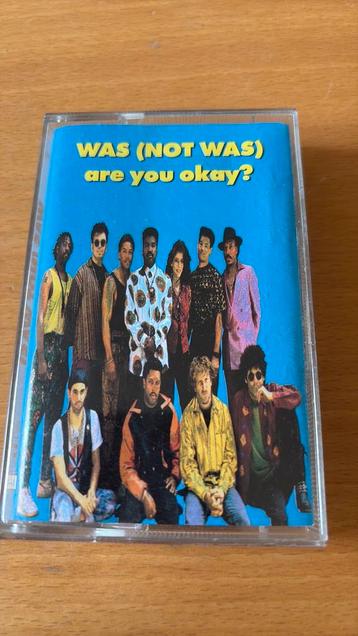 WAS (NOT WAS)
are you okay?